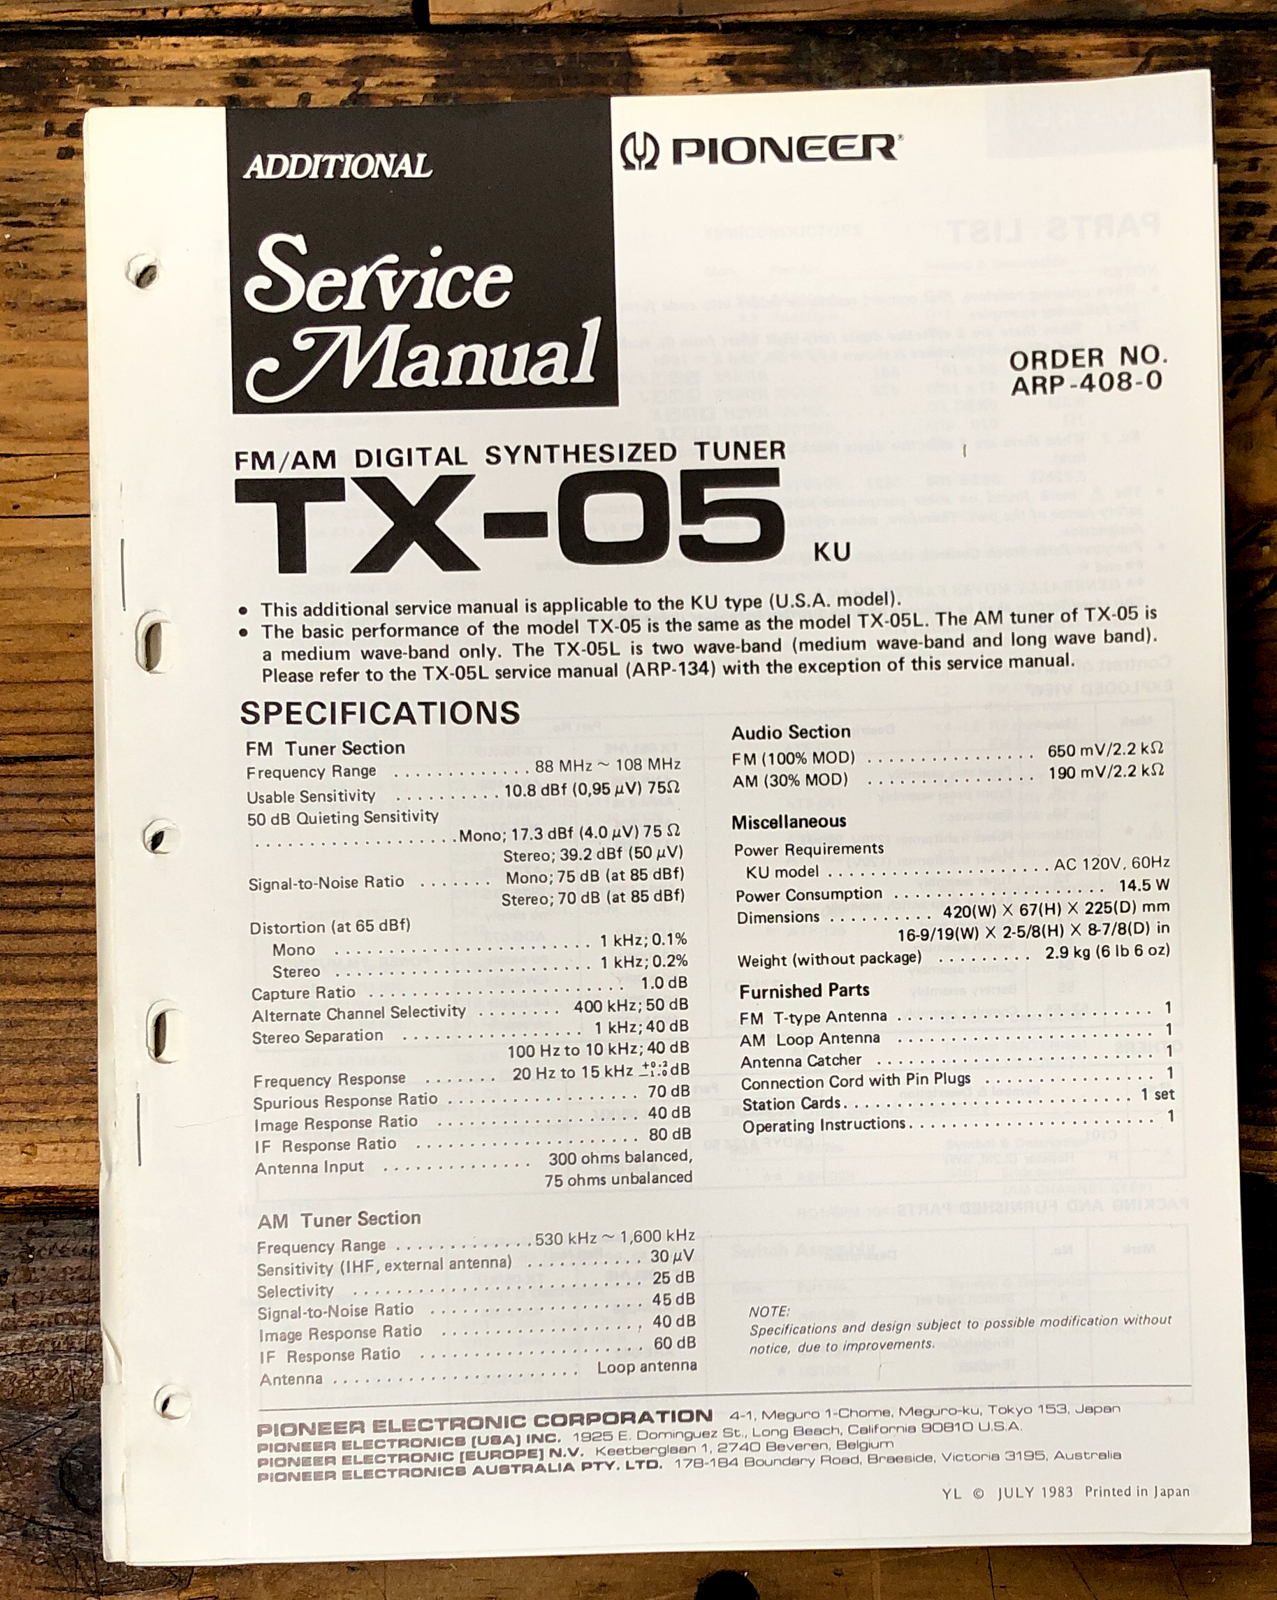 ADDITIONAL
Service
Manual
PIONEER®
ORDER NO.
ARP-408-0
FM/AM DIGITAL SYNTHESIZED TUNER
TX-05 KU
• This additional service manual is applicable to the KU type (U.S.A. model).
• The basic performance of the model TX-05 is the same as the model TX-05L. The AM tuner of TX-05 is
a medium wave-band only. The TX-05L is two wave-band (medium wave-band and long wave band).
Please refer to the TX-05L service manual (ARP-134) with the exception of this service manual.
SPECIFICATIONS
FM Tuner Section
Frequency Range . . . . . . . . . . . . . 88 MHz ~ 108 MHz
Usable Sensitivity . . . . . . . . . . 10.8 dBf (0,95 μV) 75Ω
50 dB Quieting Sensitivity
. . . . . . . . . . . . . . . . . . . Mono; 17.3 dBf (4.0 μV) 75 Ω
Stereo; 39.2 dBf (50 μV)
Signal-to-Noise Ratio . . . . . . . Mono; 75 dB (at 85 dBf)
Stereo; 70 dB (at 85 dBf)
Distortion (at 65 dBf)
Mono . . . . . . . . . . . . . . . . . . . . . . . . 1 kHz; 0.1%
Stereo . . . . . . . . . . . . . . . . . . . . . . . . 1 kHz; 0.2%
Capture Ratio . . . . . . . . . . . . . . . . . . . . . . . . 1.0 dB
Alternate Channel Selectivity . . . . . . . . 400 kHz; 50 dB
Stereo Separation . . . . . . . . . . . . . . . . . 1 kHz; 40 dB
100 Hz to 10 kHz; 40 dB
Frequency Response . . . . . . . 20 Hz to 15 kHz +0.2 −1.0 dB
Spurious Response Ratio . . . . . . . . . . . . . . . . . . 70 dB
Image Response Ratio . . . . . . . . . . . . . . . . . . . . 40 dB
IF Response Ratio . . . . . . . . . . . . . . . . . . . . . 80 dB
Antenna Input . . . . . . . . . . . . . . 300 ohms balanced,
75 ohms unbalanced
AM Tuner Section
Frequency Range . . . . . . . . . . . . . 530 kHz ~ 1,600 kHz
Sensitivity (IHF, external antenna) . . . . . . . . . . . 30 μV
Selectivity . . . . . . . . . . . . . . . . . . . . . . . . . . . 25 dB
Signal-to-Noise Ratio . . . . . . . . . . . . . . . . . . . . 45 dB
Image Response Ratio . . . . . . . . . . . . . . . . . . . 40 dB
IF Response Ratio . . . . . . . . . . . . . . . . . . . . . 60 dB
Antenna . . . . . . . . . . . . . . . . . . . . . . . Loop antenna
Audio Section
FM (100% MOD) . . . . . . . . . . . . . . . . 650 mV/2.2 kΩ
AM (30% MOD) . . . . . . . . . . . . . . . . 190 mV/2.2 kΩ
Miscellaneous
Power Requirements
KU model . . . . . . . . . . . . . . . . . . . . . AC 120V, 60Hz
Power Consumption . . . . . . . . . . . . . . . . . . . . 14.5 W
Dimensions . . . . . . . . . . 420(W) X 67(H) X 225(D) mm
16-9/19(W) X 2-5/8(H) X 8-7/8(D) in
Weight (without package) . . . . . . . . . 2.9 kg (6 lb 6 oz)
Furnished Parts
FM T-type Antenna . . . . . . . . . . . . . . . . . . . . . . . . 1
AM Loop Antenna . . . . . . . . . . . . . . . . . . . . . . . . . 1
Antenna Catcher . . . . . . . . . . . . . . . . . . . . . . . . . . 1
Connection Cord with Pin Plugs . . . . . . . . . . . . . . . . 1
Station Cards. . . . . . . . . . . . . . . . . . . . . . . . . . . 1 set
Operating Instructions. . . . . . . . . . . . . . . . . . . . . . . 1
NOTE:
Specifications and design subject to possible modification without
notice, due to improvements.
PIONEER ELECTRONIC CORPORATION 4-1, Meguro 1-Chome, Meguro-ku, Tokyo 153, Japan
PIONEER ELECTRONICS [USA] INC. 1925 E. Dominguez St., Long Beach, California 90810 U.S.A.
PIONEER ELECTRONIC [EUROPE] N.V. Keetberglaan 1, 2740 Beveren, Belgium
PIONEER ELECTRONICS AUSTRALIA PTY. LTD. 178-184 Boundary Road, Braeside, Victoria 3195, Australia
YL © JULY 1983 Printed in Japan